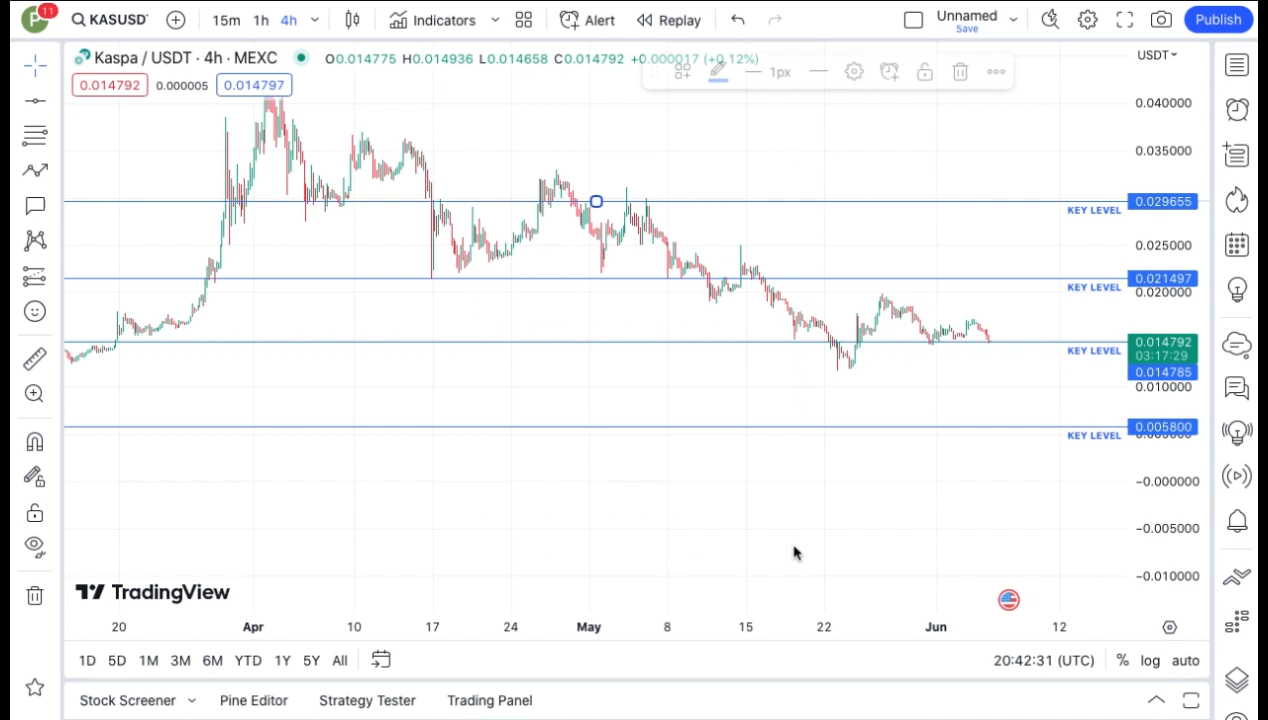 P 11 KASUSD 15m 1h 4h Indicators Alert Replay Unnamed Save Publish
Kaspa / USDT · 4h · MEXC O0.014775 H0.014936 L0.014658 C0.014792 +0.000017 (+0.12%) USDT
0.014792 0.000005 0.014797 1px
0.040000
0.035000
0.029655
KEY LEVEL
0.025000
0.021497
KEY LEVEL
0.020000
0.014792
KEY LEVEL 03:17:29
0.014785
0.010000
0.005800
KEY LEVEL
−0.000000
−0.005000
−0.010000
TradingView
20 Apr 10 17 24 May 8 15 22 Jun 12
1D 5D 1M 3M 6M YTD 1Y 5Y All 20:42:31 (UTC) % log auto
Stock Screener Pine Editor Strategy Tester Trading Panel